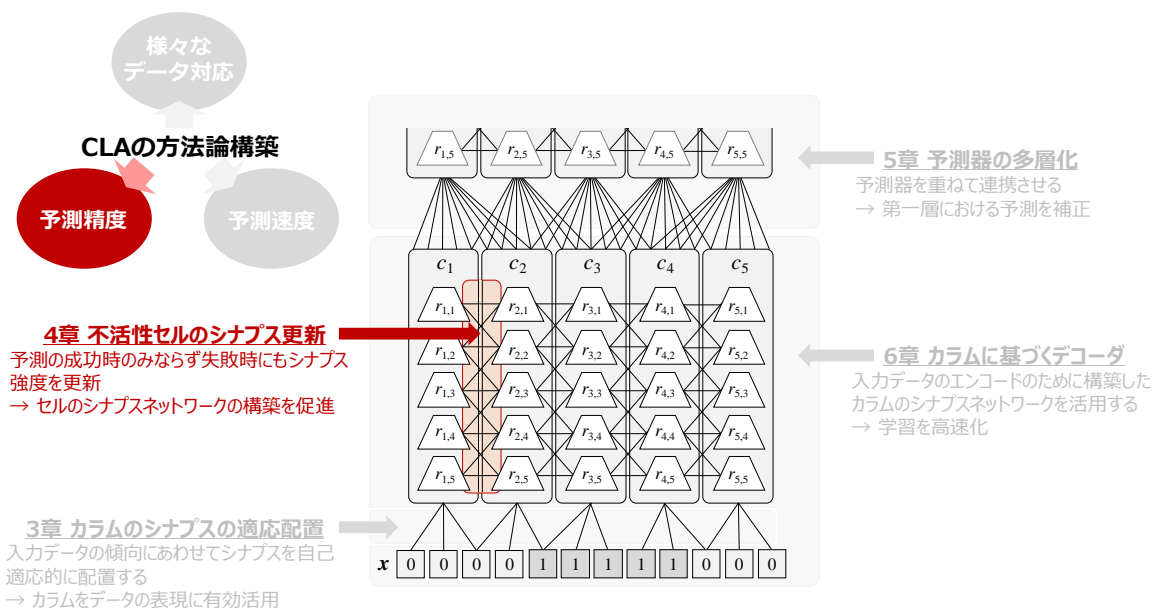 様々な
データ対応
CLAの方法論構築
予測精度
予測速度
4章 不活性セルのシナプス更新
予測の成功時のみならず失敗時にもシナプス
強度を更新
→ セルのシナプスネットワークの構築を促進
3章 カラムのシナプスの適応配置
入力データの傾向にあわせてシナプスを自己
適応的に配置する
→ カラムをデータの表現に有効活用
r1,5 r2,5 r3,5 r4,5 r5,5
c1 c2 c3 c4 c5
r1,1 r2,1 r3,1 r4,1 r5,1
r1,2 r2,2 r3,2 r4,2 r5,2
r1,3 r2,3 r3,3 r4,3 r5,3
r1,4 r2,4 r3,4 r4,4 r5,4
r1,5 r2,5 r3,5 r4,5 r5,5
x 0 0 0 0 1 1 1 1 1 0 0 0
5章 予測器の多層化
予測器を重ねて連携させる
→ 第一層における予測を補正
6章 カラムに基づくデコーダ
入力データのエンコードのために構築した
カラムのシナプスネットワークを活用する
→ 学習を高速化